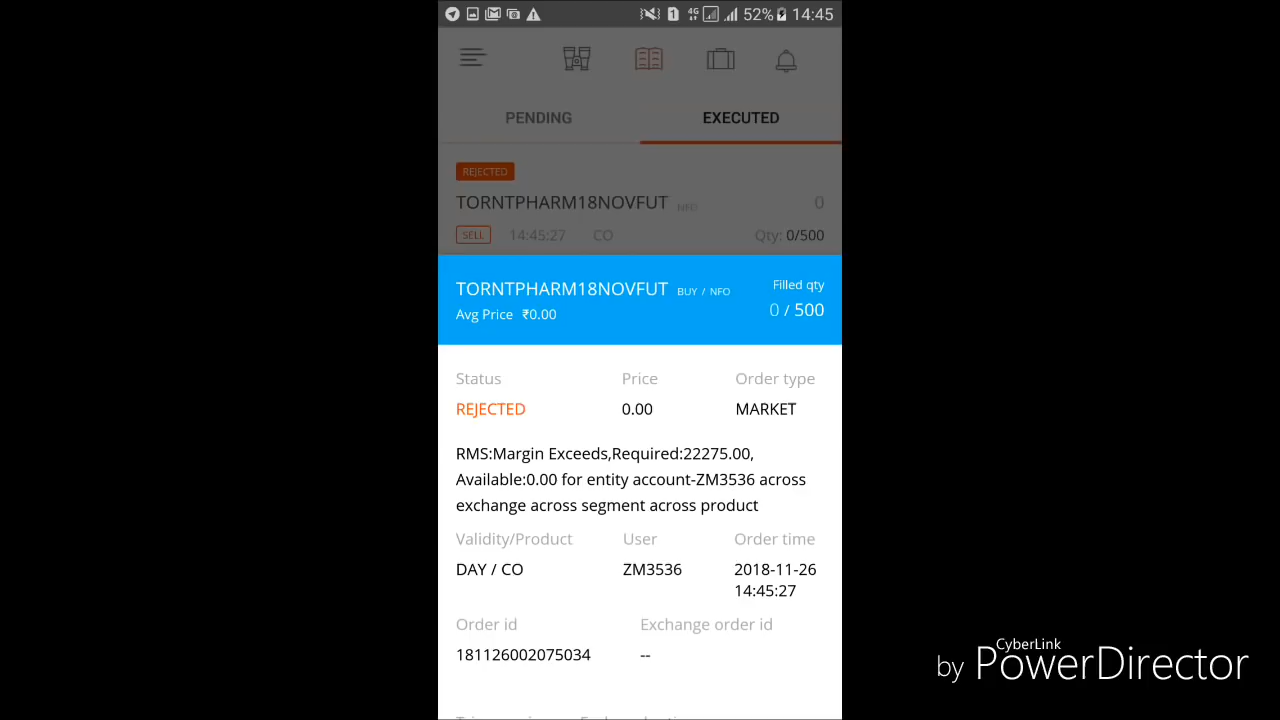 1 4G 52% 14:45
PENDING EXECUTED
REJECTED
TORNTPHARM18NOVFUT NFO 0
SELL 14:45:27 CO Qty: 0/500
TORNTPHARM18NOVFUT BUY / NFO Filled qty
Avg Price ₹0.00 0 / 500
Status Price Order type
REJECTED 0.00 MARKET
RMS:Margin Exceeds,Required:22275.00,
Available:0.00 for entity account-ZM3536 across
exchange across segment across product
Validity/Product User Order time
DAY / CO ZM3536 2018-11-26
14:45:27
Order id Exchange order id
181126002075034 --
CyberLink
by PowerDirector